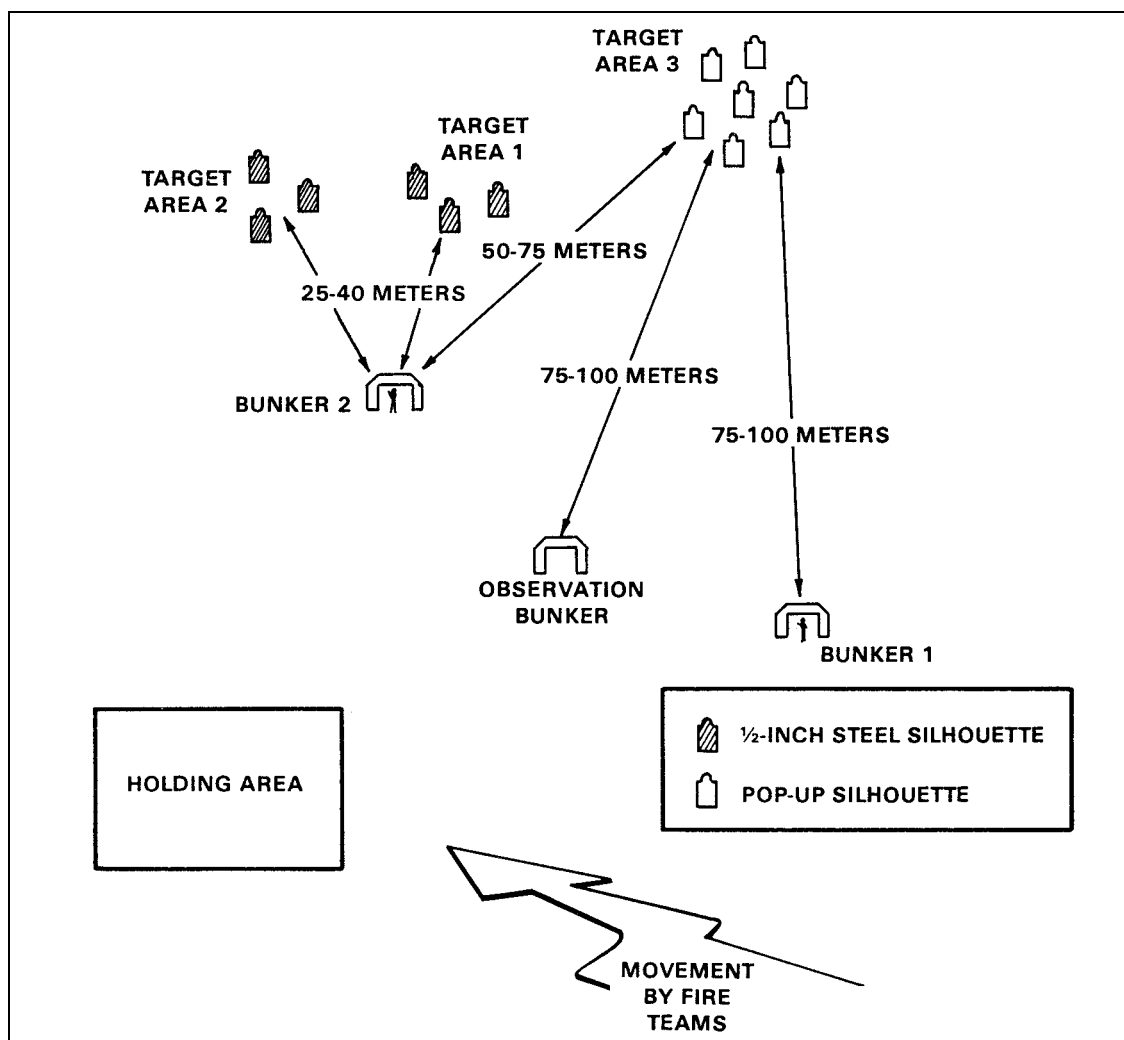 TARGET
AREA 3
TARGET
AREA 1
TARGET
AREA 2
50-75 METERS
25-40 METERS
75-100 METERS
BUNKER 2
75-100 METERS
OBSERVATION
BUNKER
BUNKER 1
½-INCH STEEL SILHOUETTE
HOLDING AREA
POP-UP SILHOUETTE
MOVEMENT
BY FIRE
TEAMS